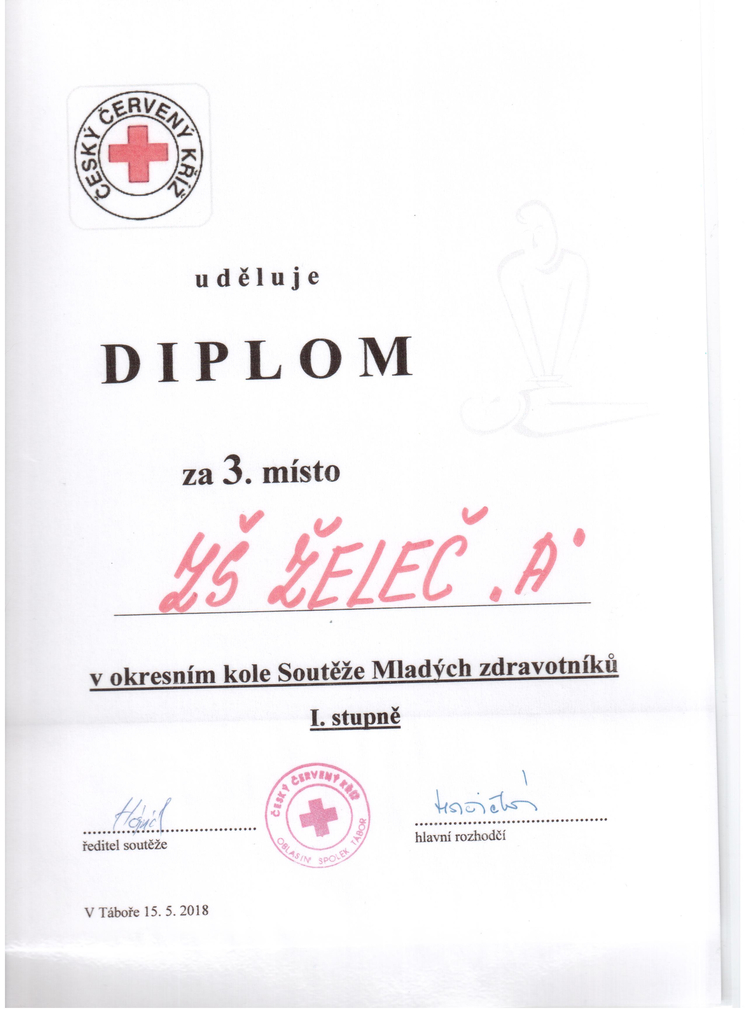 ČESKÝ ČERVENÝ KŘÍŽ
uděluje
DIPLOM
za 3. místo
ZŠ ŽELEČ "A"
v okresním kole Soutěže Mladých zdravotníků
I. stupně
ČESKÝ ČERVENÝ KŘÍŽ
OBLASTNÍ SPOLEK TÁBOR
ředitel soutěže
hlavní rozhodčí
V Táboře 15. 5. 2018